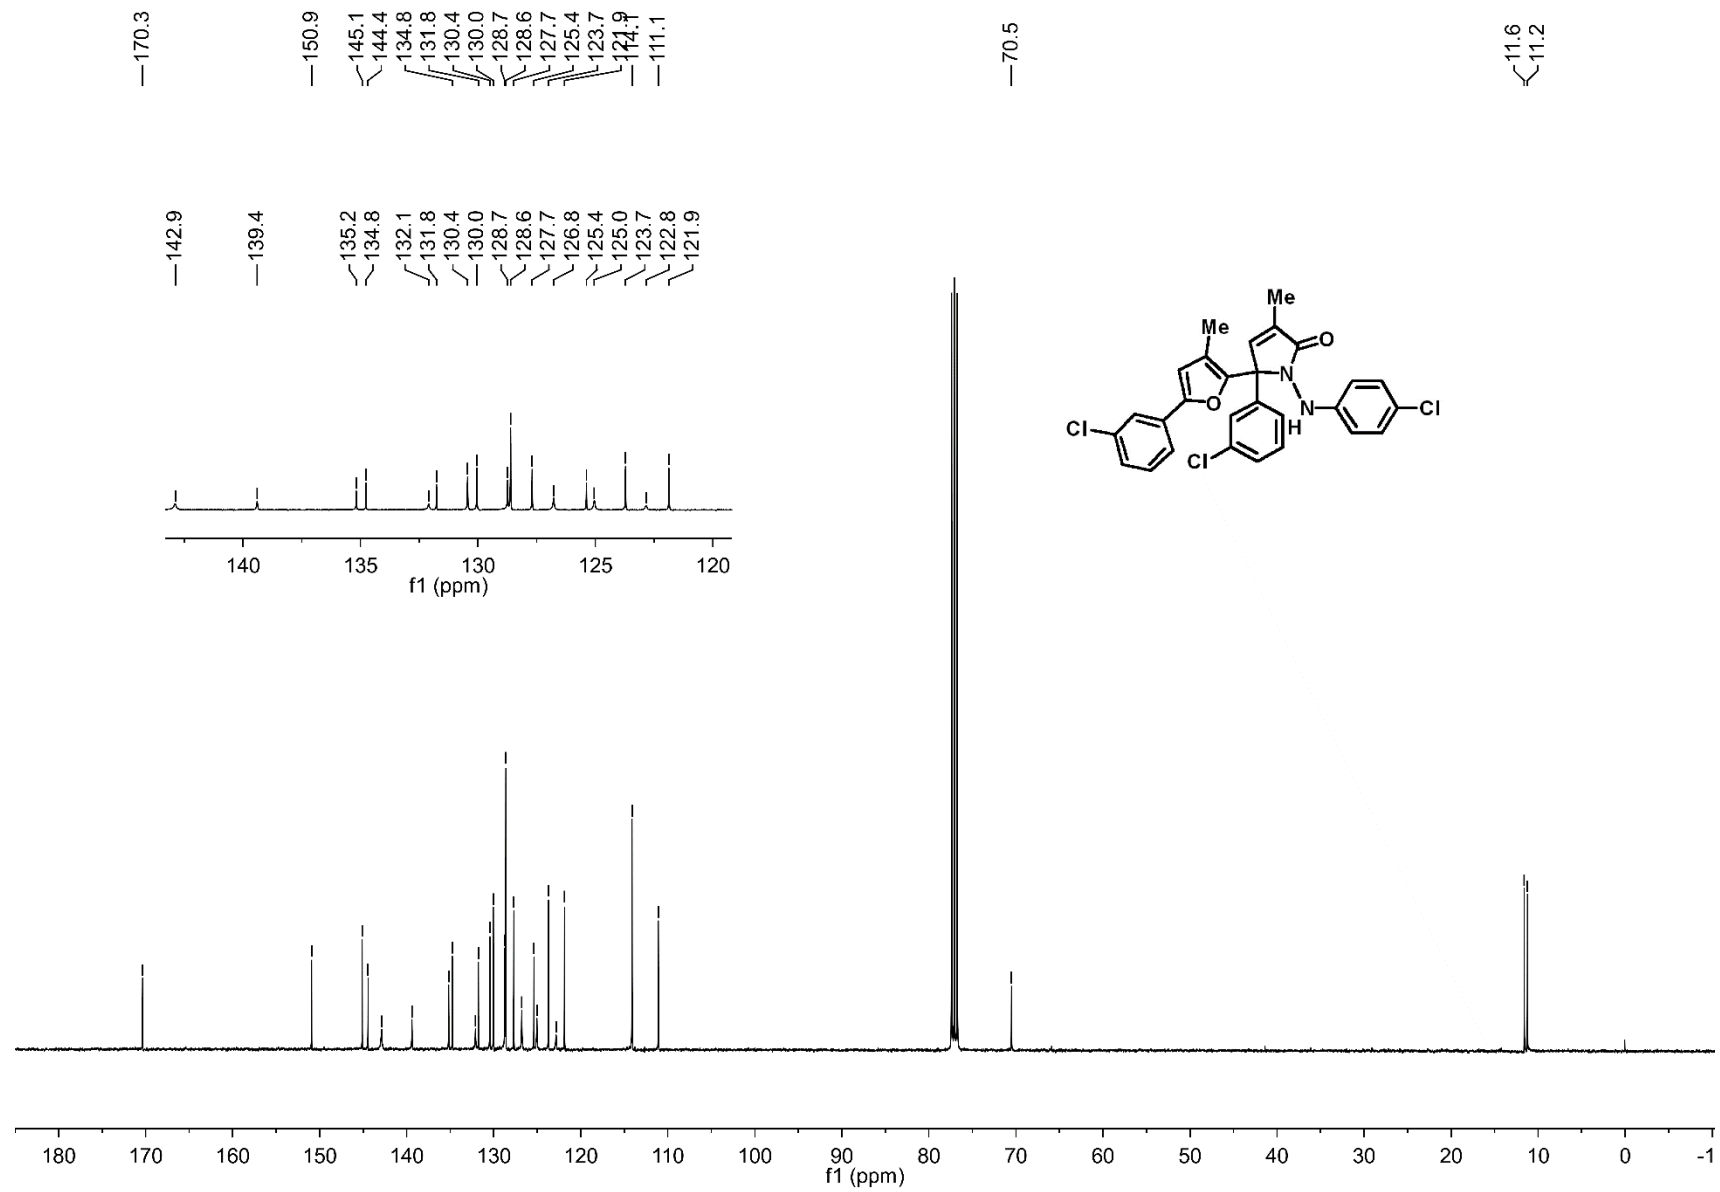 170.3 150.9 145.1 144.4 134.8 131.8 130.4 130.0 128.7 128.6 127.7 125.4 123.7 121.9 114.1 111.1 70.5 11.6 11.2
142.9 139.4 135.2 134.8 132.1 131.8 130.4 130.0 128.7 128.6 127.7 126.8 125.4 125.0 123.7 122.8 121.9
Me
Me
O
N
O
N
H
Cl
Cl
Cl
140 135 130 125 120
f1 (ppm)
180 170 160 150 140 130 120 110 100 90 80 70 60 50 40 30 20 10 0 -1
f1 (ppm)